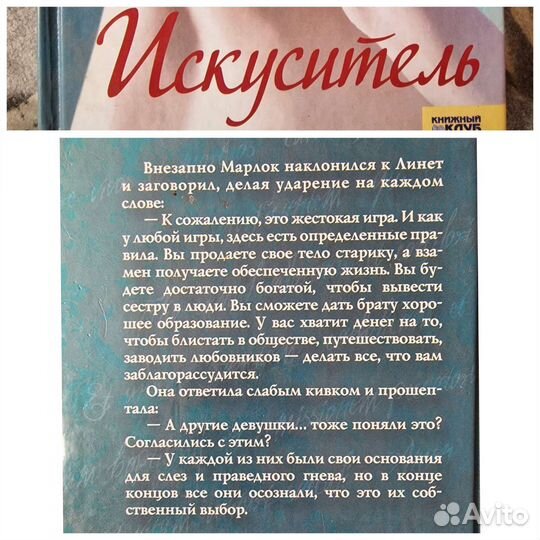 Искуситель
КНИЖНЫЙ
КЛУБ
Внезапно Марлок наклонился к Линет
и заговорил, делая ударение на каждом
слове:
— К сожалению, это жестокая игра. И как
у любой игры, здесь есть определенные пра-
вила. Вы продаете свое тело старику, а вза-
мен получаете обеспеченную жизнь. Вы бу-
дете достаточно богатой, чтобы вывести
сестру в люди. Вы сможете дать брату хоро-
шее образование. У вас хватит денег на то,
чтобы блистать в обществе, путешествовать,
заводить любовников — делать все, что вам
заблагорассудится.
Она ответила слабым кивком и прошеп-
тала:
— А другие девушки... тоже поняли это?
Согласились с этим?
— У каждой из них были свои основания
для слез и праведного гнева, но в конце
концов все они осознали, что это их соб-
ственный выбор.
Avito